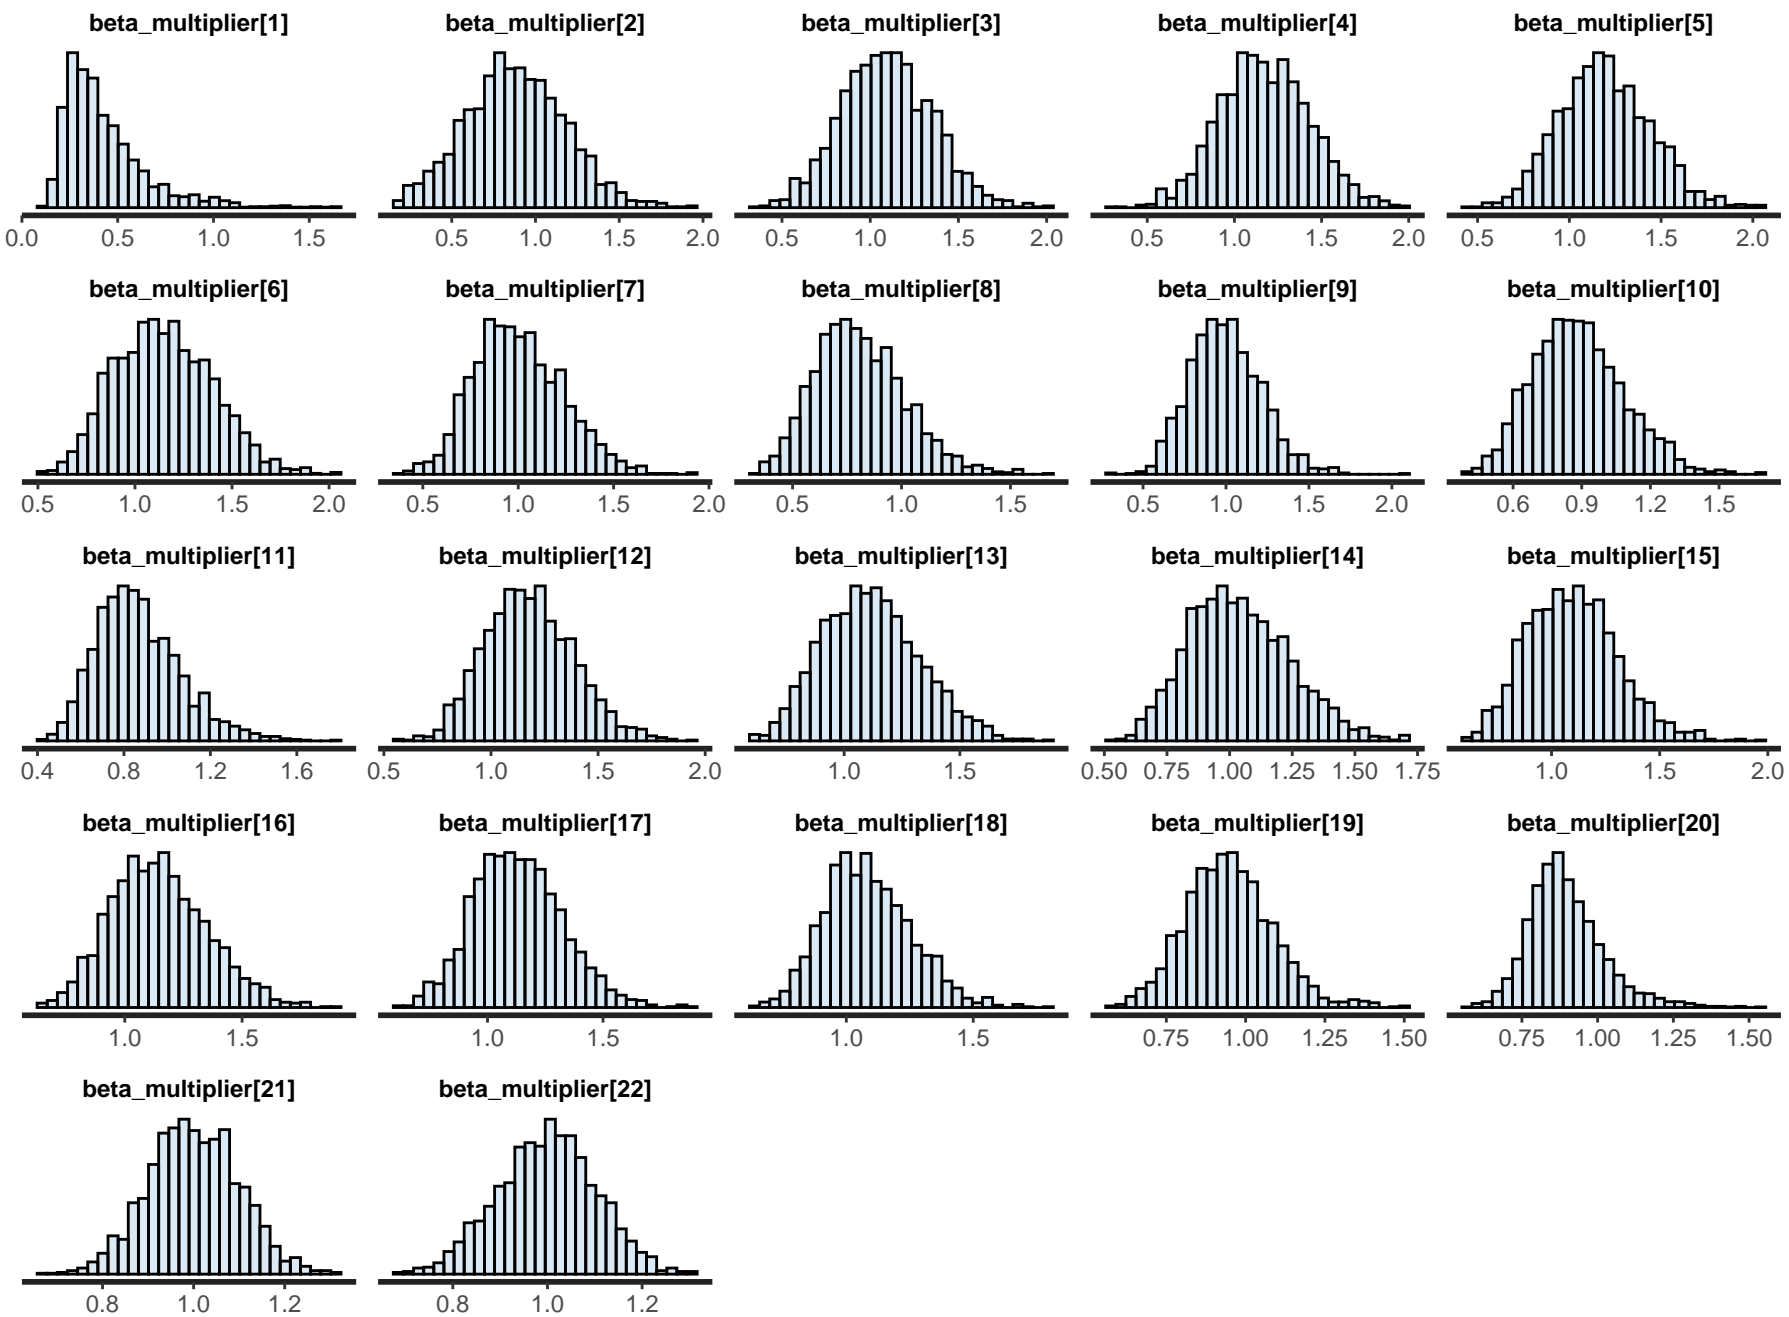 beta_multiplier[1] beta_multiplier[2] beta_multiplier[3] beta_multiplier[4] beta_multiplier[5]
0.0 0.5 1.0 1.5 0.5 1.0 1.5 2.0 0.5 1.0 1.5 2.0 0.5 1.0 1.5 2.0 0.5 1.0 1.5 2.0
beta_multiplier[6] beta_multiplier[7] beta_multiplier[8] beta_multiplier[9] beta_multiplier[10]
0.5 1.0 1.5 2.0 0.5 1.0 1.5 2.0 0.5 1.0 1.5 0.5 1.0 1.5 2.0 0.6 0.9 1.2 1.5
beta_multiplier[11] beta_multiplier[12] beta_multiplier[13] beta_multiplier[14] beta_multiplier[15]
0.4 0.8 1.2 1.6 0.5 1.0 1.5 2.0 1.0 1.5 0.50 0.75 1.00 1.25 1.50 1.75 1.0 1.5 2.0
beta_multiplier[16] beta_multiplier[17] beta_multiplier[18] beta_multiplier[19] beta_multiplier[20]
1.0 1.5 1.0 1.5 1.0 1.5 0.75 1.00 1.25 1.50 0.75 1.00 1.25 1.50
beta_multiplier[21] beta_multiplier[22]
0.8 1.0 1.2 0.8 1.0 1.2